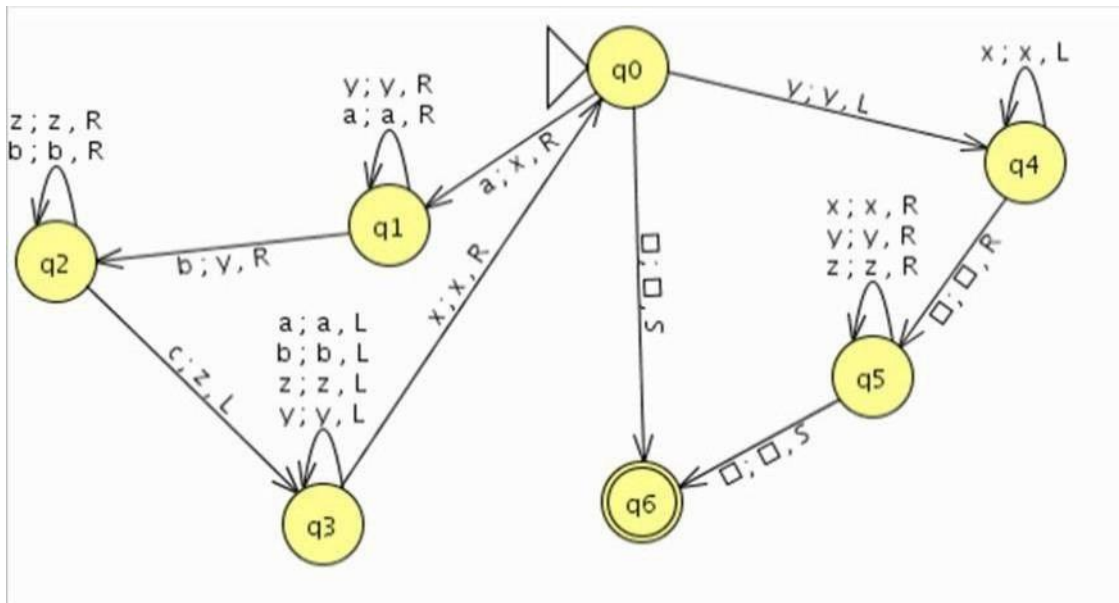 q0
x ; x , L
y ; y , R
a ; a , R
y ; y , L
z ; z , R
b ; b , R
a ; x , R
q4
x ; x , R
y ; y , R
z ; z , R
q1
q2
b ; y , R
□ ; □ , S
□ ; □ , R
x ; x , R
a ; a , L
b ; b , L
z ; z , L
y ; y , L
c ; z , L
q5
□ ; □ , S
q6
q3